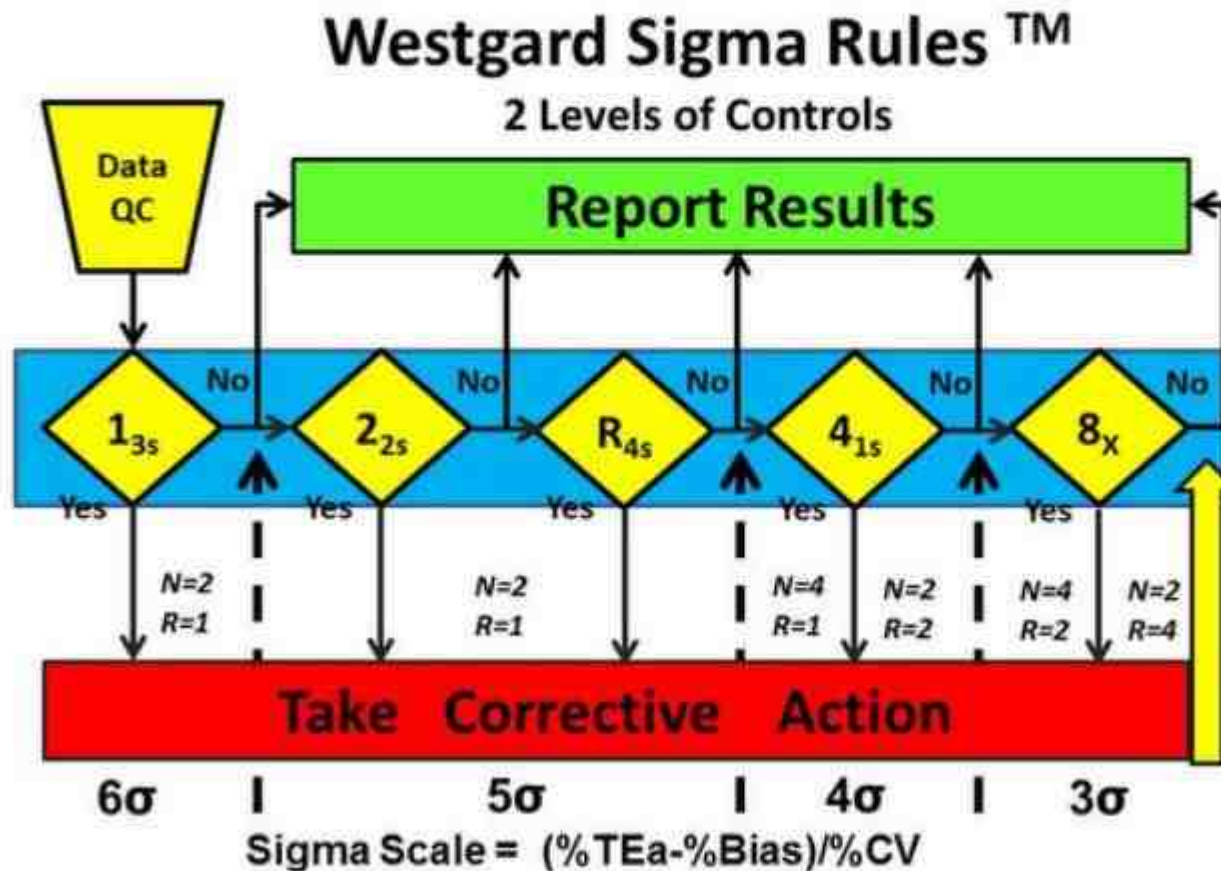 Westgard Sigma Rules ™
2 Levels of Controls
Data
QC
Report Results
1₃ₛ
No
2₂ₛ
No
R₄ₛ
No
4₁ₛ
No
8ₓ
No
Yes
Yes
Yes
Yes
Yes
N=2
R=1
N=2
R=1
N=4
R=1
N=2
R=2
N=4
R=2
N=2
R=4
Take Corrective Action
6σ
5σ
4σ
3σ
Sigma Scale = (%TEa-%Bias)/%CV